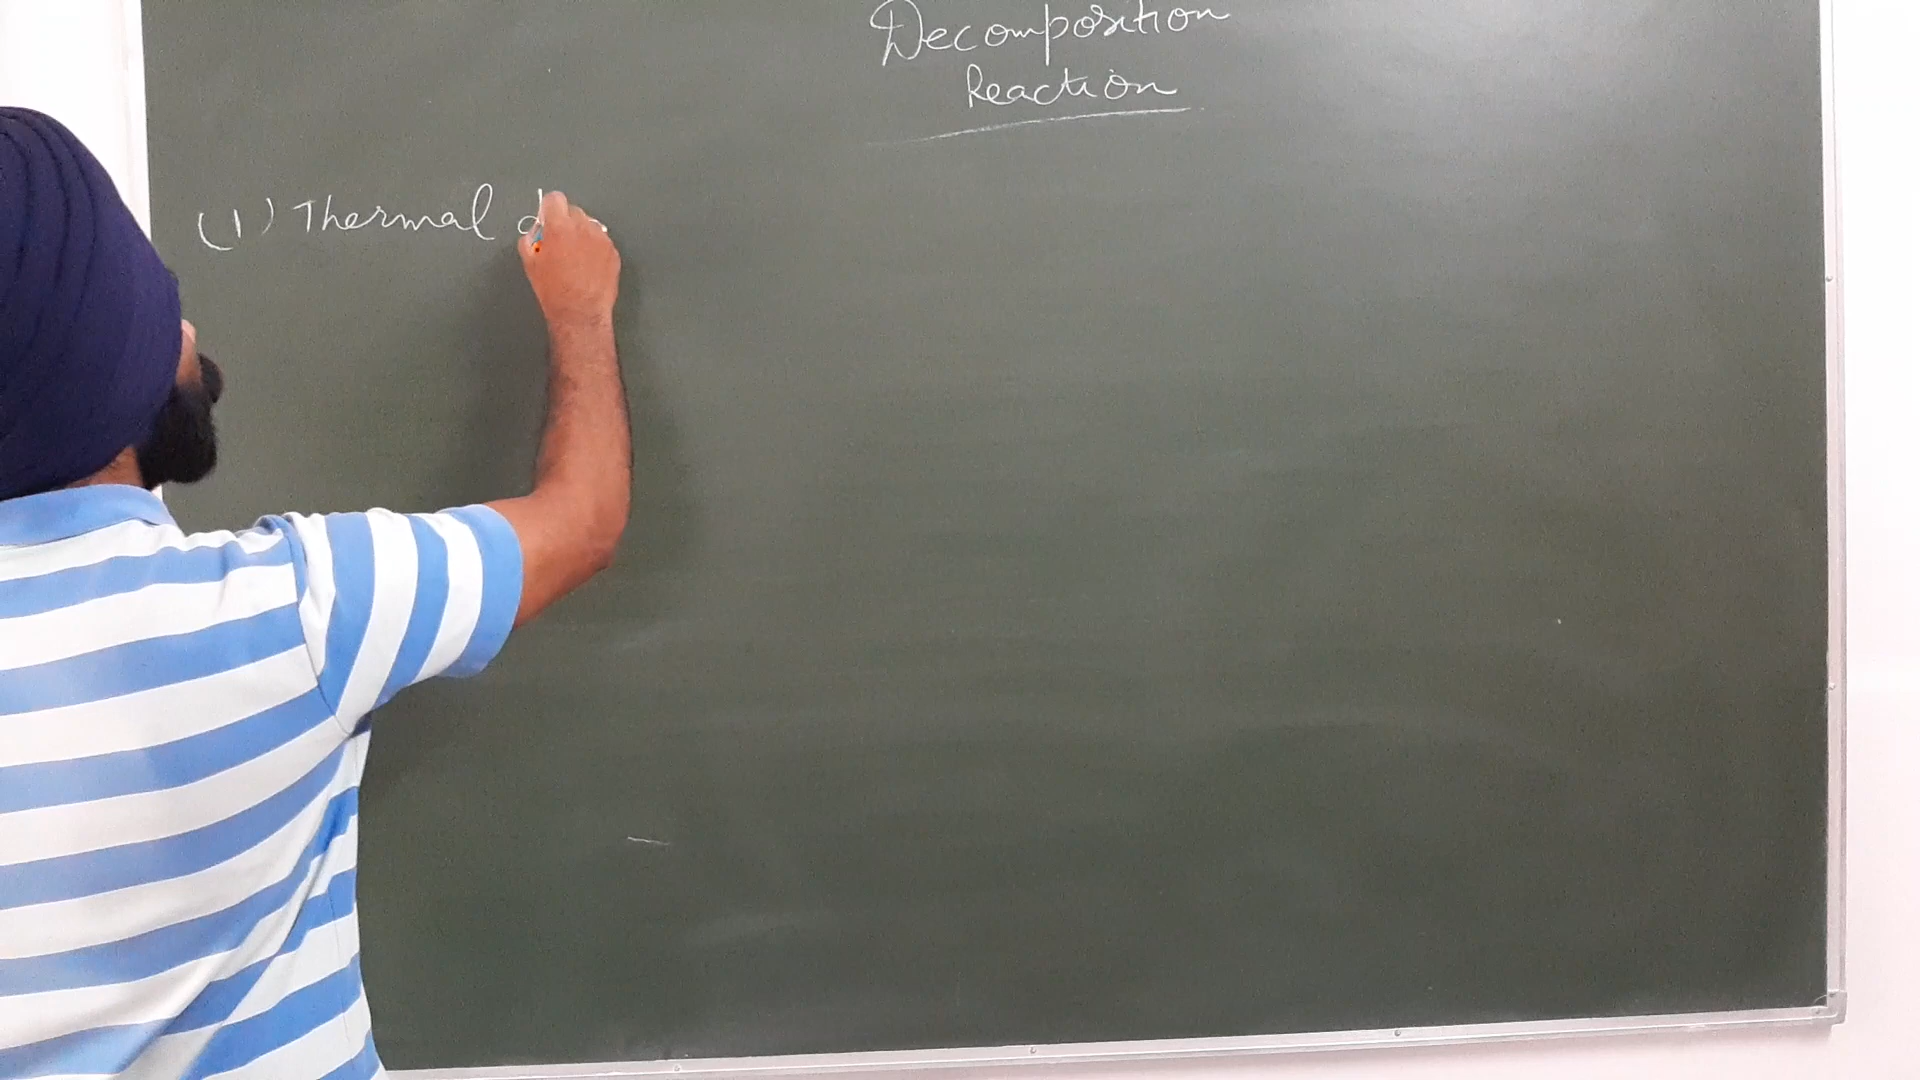 Decomposition
Reaction
(1) Thermal d